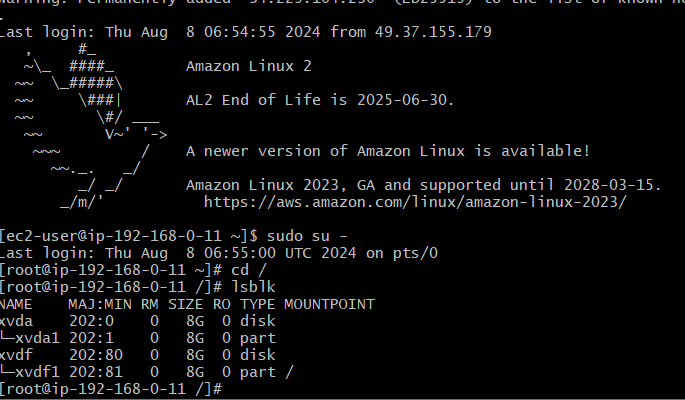 .
Last login: Thu Aug  8 06:54:55 2024 from 49.37.155.179
   ,     #_
   ~\_  ####_        Amazon Linux 2
  ~~  \_#####\
  ~~     \###|       AL2 End of Life is 2025-06-30.
  ~~       \#/ ___
   ~~       V~' '->
    ~~~         /    A newer version of Amazon Linux is available!
      ~~._.   _/
         _/ _/       Amazon Linux 2023, GA and supported until 2028-03-15.
       _/m/'           https://aws.amazon.com/linux/amazon-linux-2023/
[ec2-user@ip-192-168-0-11 ~]$ sudo su -
Last login: Thu Aug  8 06:55:00 UTC 2024 on pts/0
[root@ip-192-168-0-11 ~]# cd /
[root@ip-192-168-0-11 /]# lsblk
NAME    MAJ:MIN RM SIZE RO TYPE MOUNTPOINT
xvda    202:0    0   8G  0 disk
└─xvda1 202:1    0   8G  0 part
xvdf    202:80   0   8G  0 disk
└─xvdf1 202:81   0   8G  0 part /
[root@ip-192-168-0-11 /]#